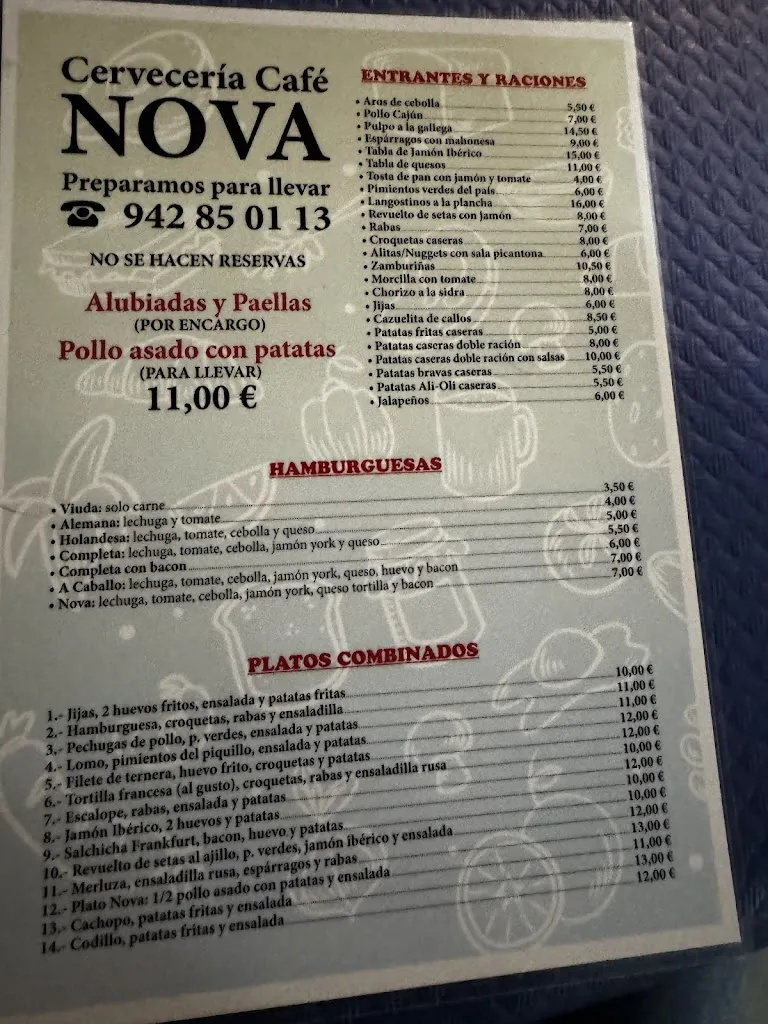 Cervecería Café
NOVA
Preparamos para llevar
☎ 942 85 01 13
NO SE HACEN RESERVAS
Alubiadas y Paellas
(POR ENCARGO)
Pollo asado con patatas
(PARA LLEVAR)
11,00 €
ENTRANTES Y RACIONES
• Aros de cebolla 5,50 €
• Pollo Cajún 7,00 €
• Pulpo a la gallega 14,50 €
• Espárragos con mahonesa 9,00 €
• Tabla de Jamón Ibérico 15,00 €
• Tabla de quesos 11,00 €
• Tosta de pan con jamón y tomate 4,00 €
• Pimientos verdes del país 6,00 €
• Langostinos a la plancha 16,00 €
• Revuelto de setas con jamón 8,00 €
• Rabas 7,00 €
• Croquetas caseras 8,00 €
• Alitas/Nuggets con sala picantona 6,00 €
• Zamburiñas 10,50 €
• Morcilla con tomate 8,00 €
• Chorizo a la sidra 8,00 €
• Jijas 6,00 €
• Cazuelita de callos 8,50 €
• Patatas fritas caseras 5,00 €
• Patatas caseras doble ración 8,00 €
• Patatas caseras doble ración con salsas 10,00 €
• Patatas bravas caseras 5,50 €
• Patatas Ali-Oli caseras 5,50 €
• Jalapeños 6,00 €
HAMBURGUESAS
• Viuda: solo carne 3,50 €
• Alemana: lechuga y tomate 4,00 €
• Holandesa: lechuga, tomate, cebolla y queso 5,00 €
• Completa: lechuga, tomate, cebolla, jamón york y queso 5,50 €
• Completa con bacon 6,00 €
• A Caballo: lechuga, tomate, cebolla, jamón york, queso, huevo y bacon 7,00 €
• Nova: lechuga, tomate, cebolla, jamón york, queso tortilla y bacon 7,00 €
PLATOS COMBINADOS
1.- Jijas, 2 huevos fritos, ensalada y patatas fritas 10,00 €
2.- Hamburguesa, croquetas, rabas y ensaladilla 11,00 €
3.- Pechugas de pollo, p. verdes, ensalada y patatas 11,00 €
4.- Lomo, pimientos del piquillo, ensalada y patatas 12,00 €
5.- Filete de ternera, huevo frito, croquetas y patatas 12,00 €
6.- Tortilla francesa (al gusto), croquetas, rabas y ensaladilla rusa 10,00 €
7.- Escalope, rabas, ensalada y patatas 12,00 €
8.- Jamón Ibérico, 2 huevos y patatas 10,00 €
9.- Salchicha Frankfurt, bacon, huevo y patatas 10,00 €
10.- Revuelto de setas al ajillo, p. verdes, jamón ibérico y ensalada 12,00 €
11.- Merluza, ensaladilla rusa, espárragos y rabas 13,00 €
12.- Plato Nova: 1/2 pollo asado con patatas y ensalada 11,00 €
13.- Cachopo, patatas fritas y ensalada 13,00 €
14.- Codillo, patatas fritas y ensalada 12,00 €